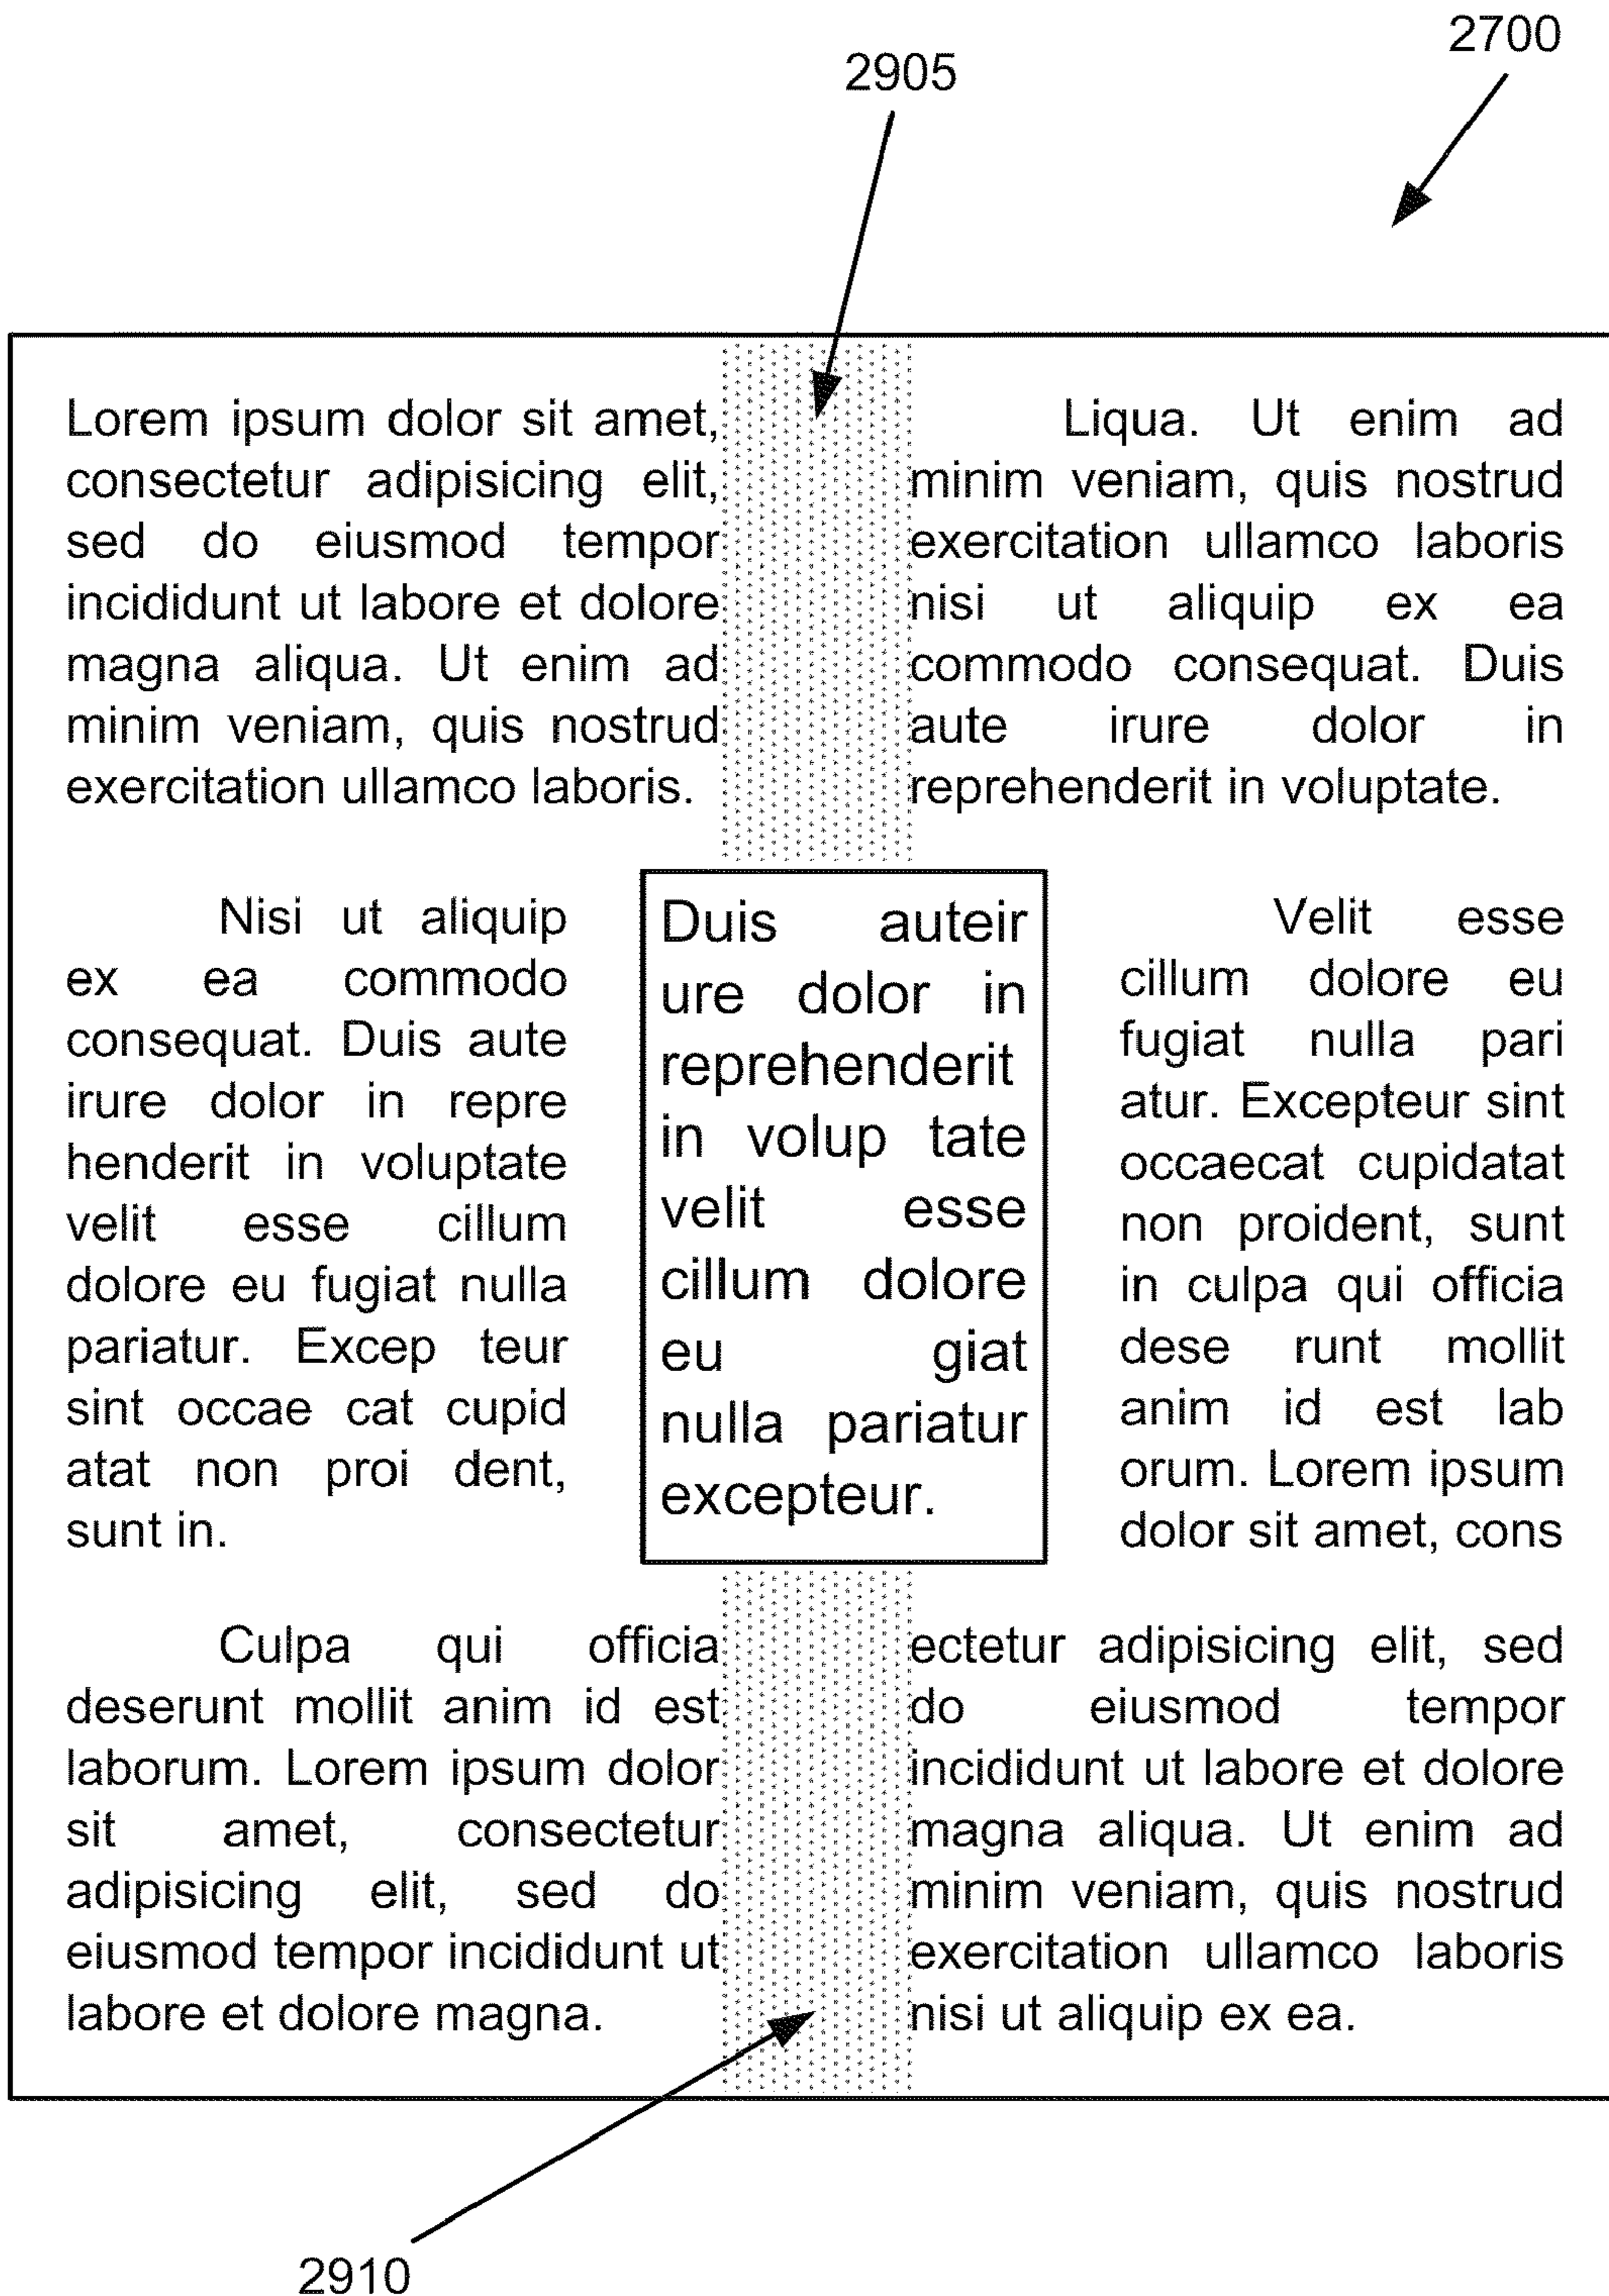 2700
2905
Lorem ipsum dolor sit amet,
consectetur adipisicing elit,
sed do eiusmod tempor
incididunt ut labore et dolore
magna aliqua. Ut enim ad
minim veniam, quis nostrud
exercitation ullamco laboris.
Nisi ut aliquip
ex ea commodo
consequat. Duis aute
irure dolor in repre
henderit in voluptate
velit esse cillum
dolore eu fugiat nulla
pariatur. Excep teur
sint occae cat cupid
atat non proi dent,
sunt in.
Culpa qui officia
deserunt mollit anim id est
laborum. Lorem ipsum dolor
sit amet, consectetur
adipisicing elit, sed do
eiusmod tempor incididunt ut
labore et dolore magna.
Duis auteir
ure dolor in
reprehenderit
in volup tate
velit esse
cillum dolore
eu giat
nulla pariatur
excepteur.
Liqua. Ut enim ad
minim veniam, quis nostrud
exercitation ullamco laboris
nisi ut aliquip ex ea
commodo consequat. Duis
aute irure dolor in
reprehenderit in voluptate.
Velit esse
cillum dolore eu
fugiat nulla pari
atur. Excepteur sint
occaecat cupidatat
non proident, sunt
in culpa qui officia
dese runt mollit
anim id est lab
orum. Lorem ipsum
dolor sit amet, cons
ectetur adipisicing elit, sed
do eiusmod tempor
incididunt ut labore et dolore
magna aliqua. Ut enim ad
minim veniam, quis nostrud
exercitation ullamco laboris
nisi ut aliquip ex ea.
2910